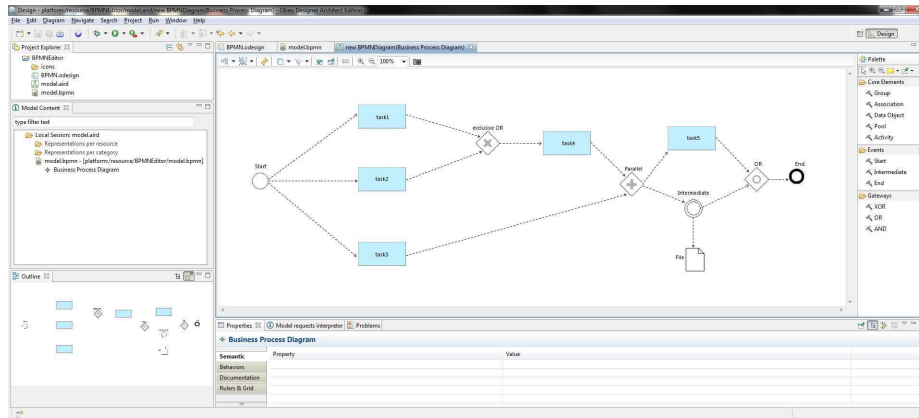 Design - platform:/resource/BPMNEditor/model.aird/new BPMNDiagram(Business Process Diagram) - Obeo Designer Architect Edition
File Edit Diagram Navigate Search Project Run Window Help
Design
Project Explorer
BPMNEditor
icons
BPMN.odesign
model.aird
model.bpmn
Model Content
type filter text
Local Session: model.aird
Representations per resource
Representations per category
model.bpmn - [platform:/resource/BPMNEditor/model.bpmn]
Business Process Diagram
Outline
BPMN.odesign model.bpmn new BPMNDiagram(Business Process Diagram)
100%
task1
exclusive OR
task4
task5
Start
task2
Parallel
OR
End
Intermediate
task3
File
Palette
Core Elements
Group
Association
Data Object
Pool
Activity
Events
Start
Intermediate
End
Gateways
XOR
OR
AND
Properties Model requests interpreter Problems
Business Process Diagram
Semantic
Behaviors
Documentation
Rulers & Grid
Property Value